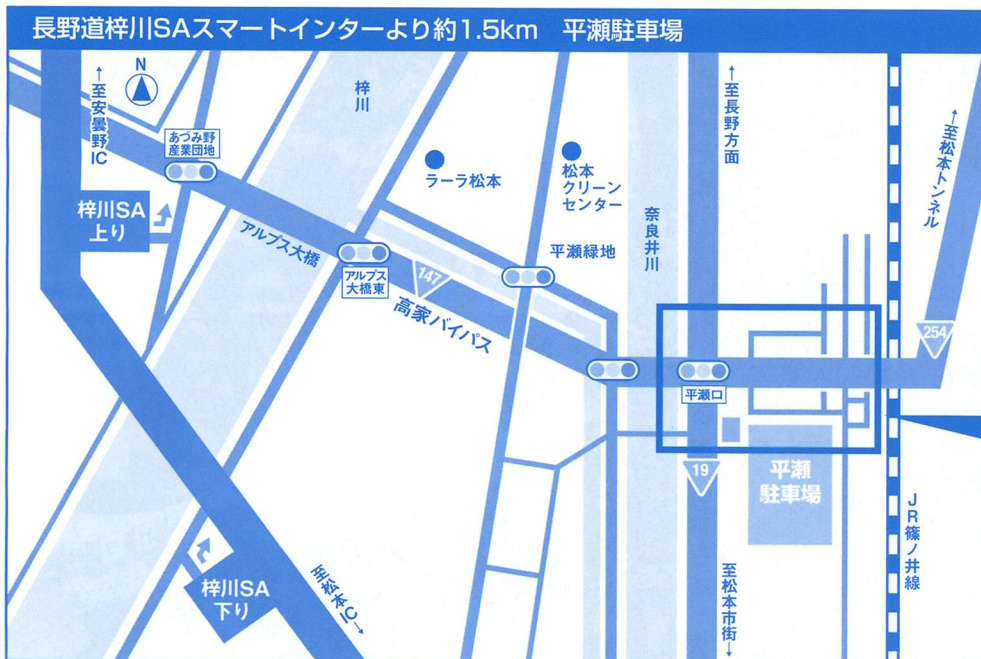 長野道梓川SAスマートインターより約1.5km　平瀬駐車場
N
←至安曇野IC
あづみ野
産業団地
梓川
ラーラ松本
松本
クリーン
センター
←至長野方面
←至松本トンネル
梓川SA
上り
アルプス大橋
アルプス
大橋東
147
高家バイパス
平瀬緑地
奈良井川
254
平瀬口
19
平瀬
駐車場
JR篠ノ井線
梓川SA
下り
至松本IC→
至松本市街→